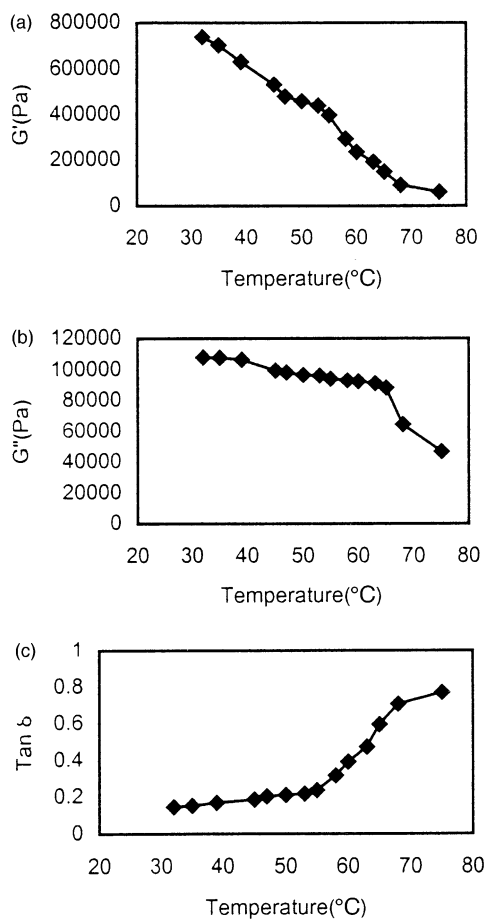 (a)
800000
600000
400000
200000
0
G'(Pa)
20 30 40 50 60 70 80
Temperature(°C)
(b)
120000
100000
80000
60000
40000
20000
0
G"(Pa)
20 30 40 50 60 70 80
Temperature(°C)
(c)
1
0.8
0.6
0.4
0.2
0
Tan δ
20 30 40 50 60 70 80
Temperature(°C)